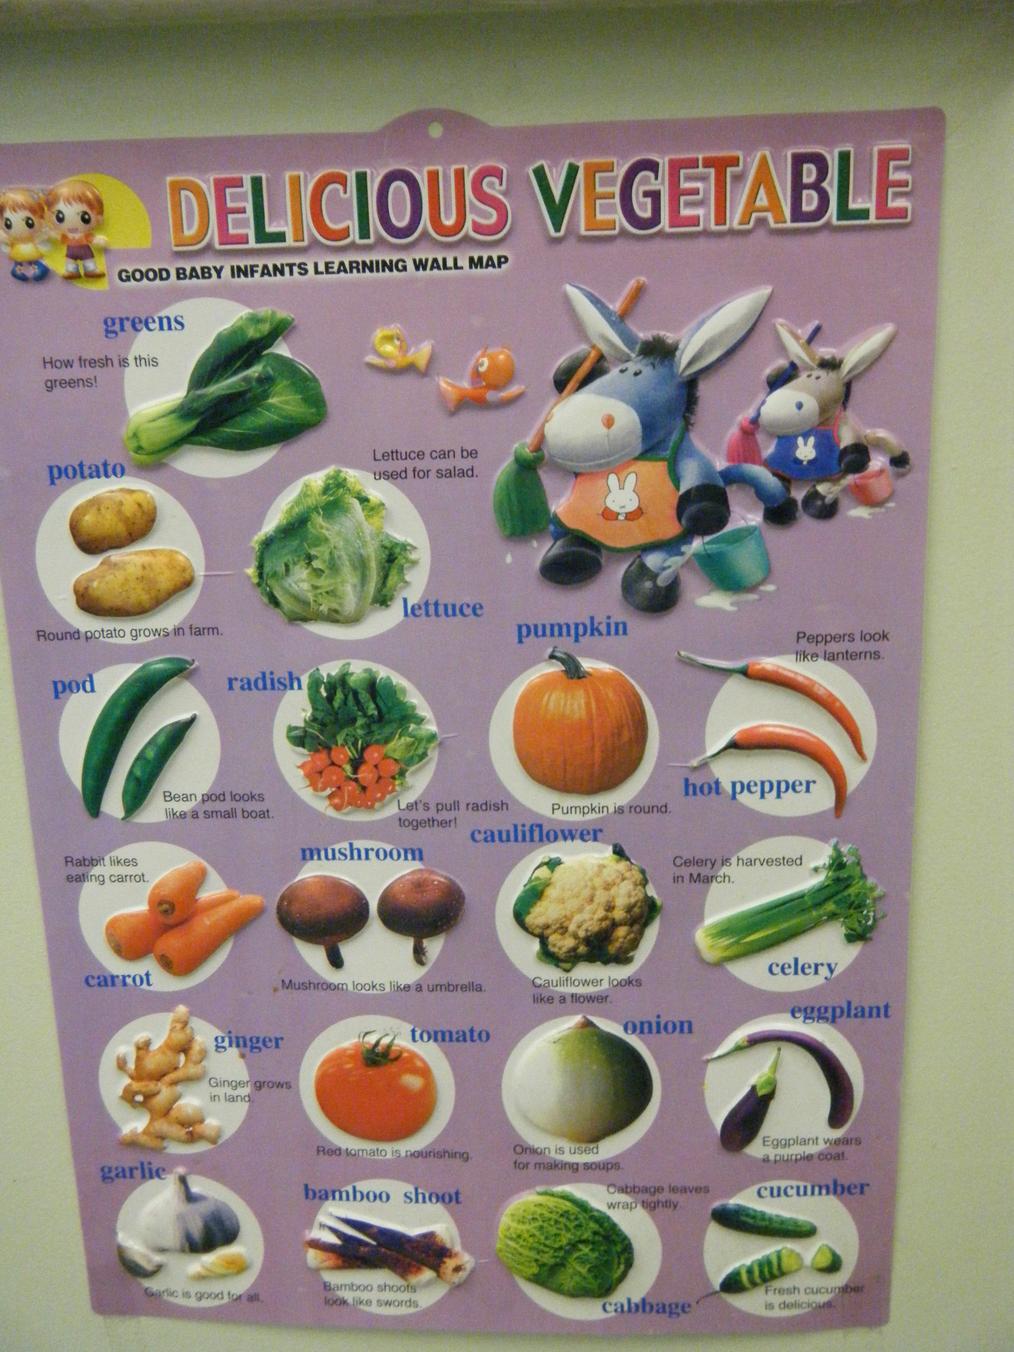 DELICIOUS VEGETABLE
GOOD BABY INFANTS LEARNING WALL MAP
greens
How fresh is this
greens!
potato
Round potato grows in farm.
Lettuce can be
used for salad.
lettuce
pod
Bean pod looks
like a small boat.
radish
Let's pull radish
together!
pumpkin
Pumpkin is round.
Peppers look
like lanterns.
hot pepper
Rabbit likes
eating carrot.
carrot
mushroom
Mushroom looks like a umbrella.
cauliflower
Cauliflower looks
like a flower.
Celery is harvested
in March.
celery
ginger
Ginger grows
in land.
tomato
Red tomato is nourishing.
onion
Onion is used
for making soups.
eggplant
Eggplant wears
a purple coat.
garlic
Garlic is good for all.
bamboo shoot
Bamboo shoots
look like swords.
Cabbage leaves
wrap tightly.
cabbage
cucumber
Fresh cucumber
is delicious.